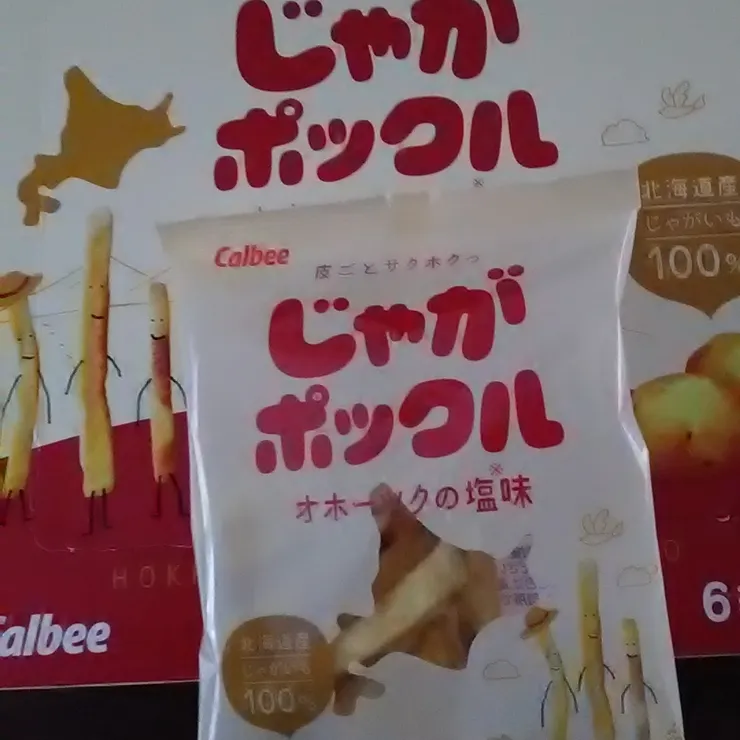 じゃが
ポックル
※
北海道産
じゃがいも
100%
Calbee
皮ごとサクホクっ
じゃが
ポックル
※
オホーツクの塩味
HOK
6
Calbee
北海道産
じゃがいも
100%